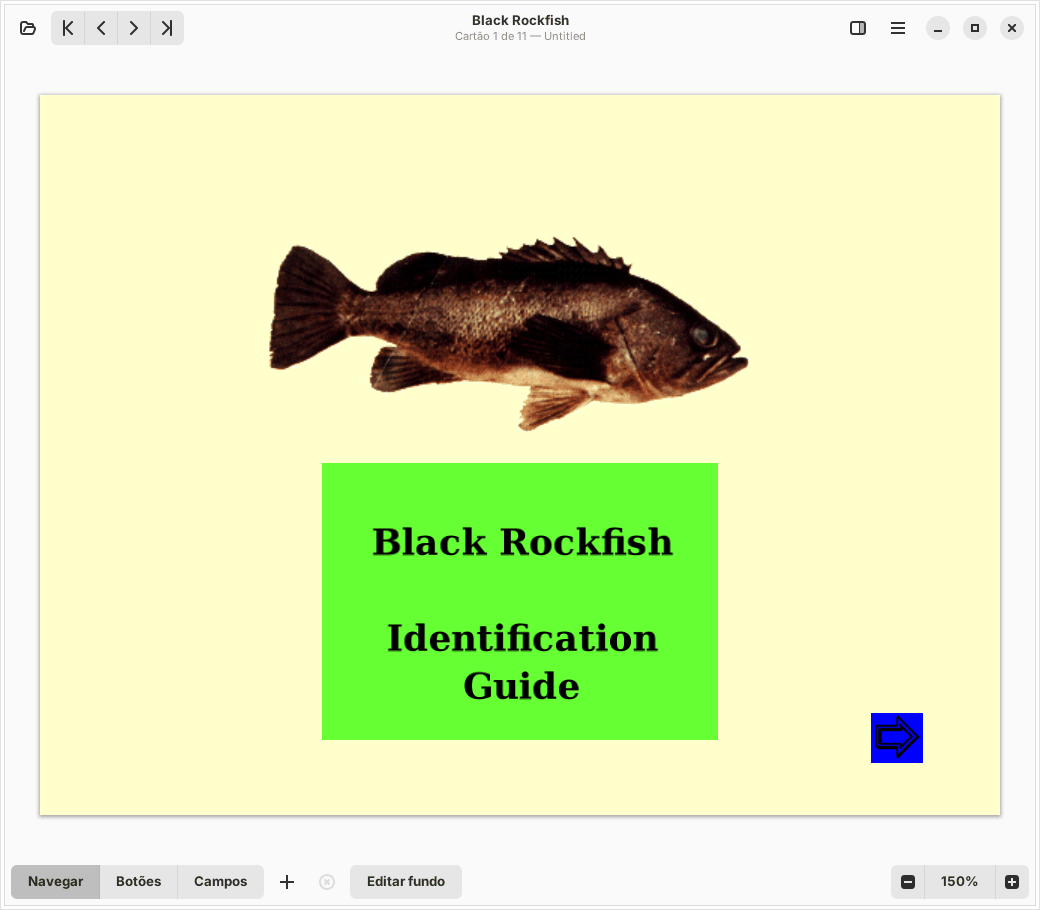 Black Rockfish
Cartão 1 de 11 — Untitled
Black Rockfish
Identification
Guide
Navegar
Botões
Campos
Editar fundo
150%